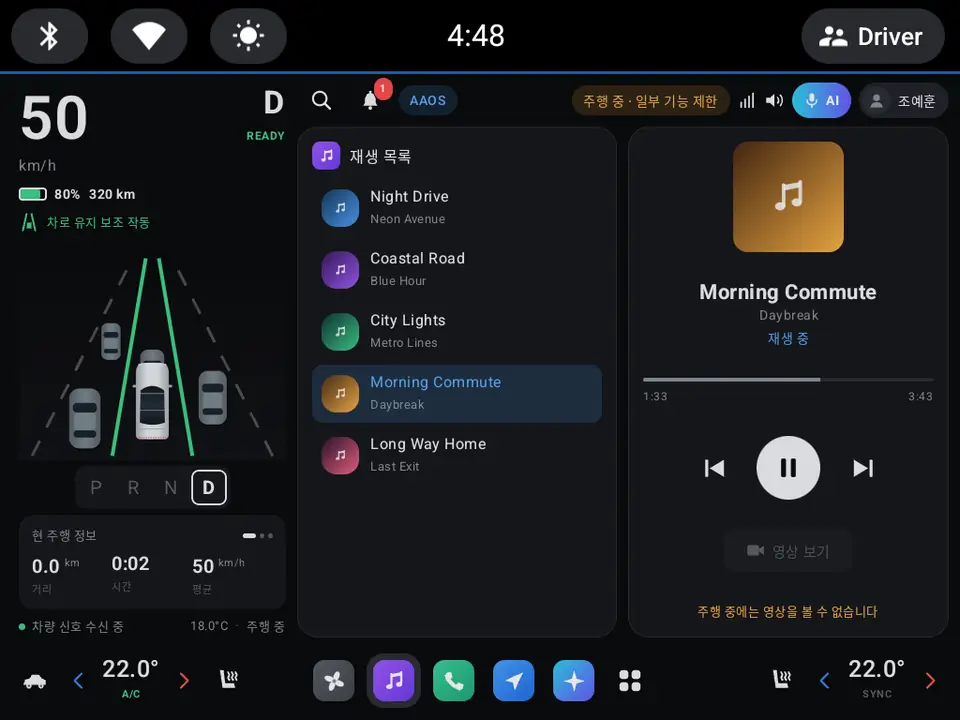 4:48
Driver
50
D
READY
km/h
80% 320 km
차로 유지 보조 작동
P R N D
현 주행 정보
0.0 km 0:02 50 km/h
거리 시간 평균
차량 신호 수신 중 18.0°C · 주행 중
1
AAOS
주행 중 · 일부 기능 제한
AI
조예훈
재생 목록
Night Drive
Neon Avenue
Coastal Road
Blue Hour
City Lights
Metro Lines
Morning Commute
Daybreak
Long Way Home
Last Exit
Morning Commute
Daybreak
재생 중
1:33 3:43
영상 보기
주행 중에는 영상을 볼 수 없습니다
22.0°
A/C
22.0°
SYNC